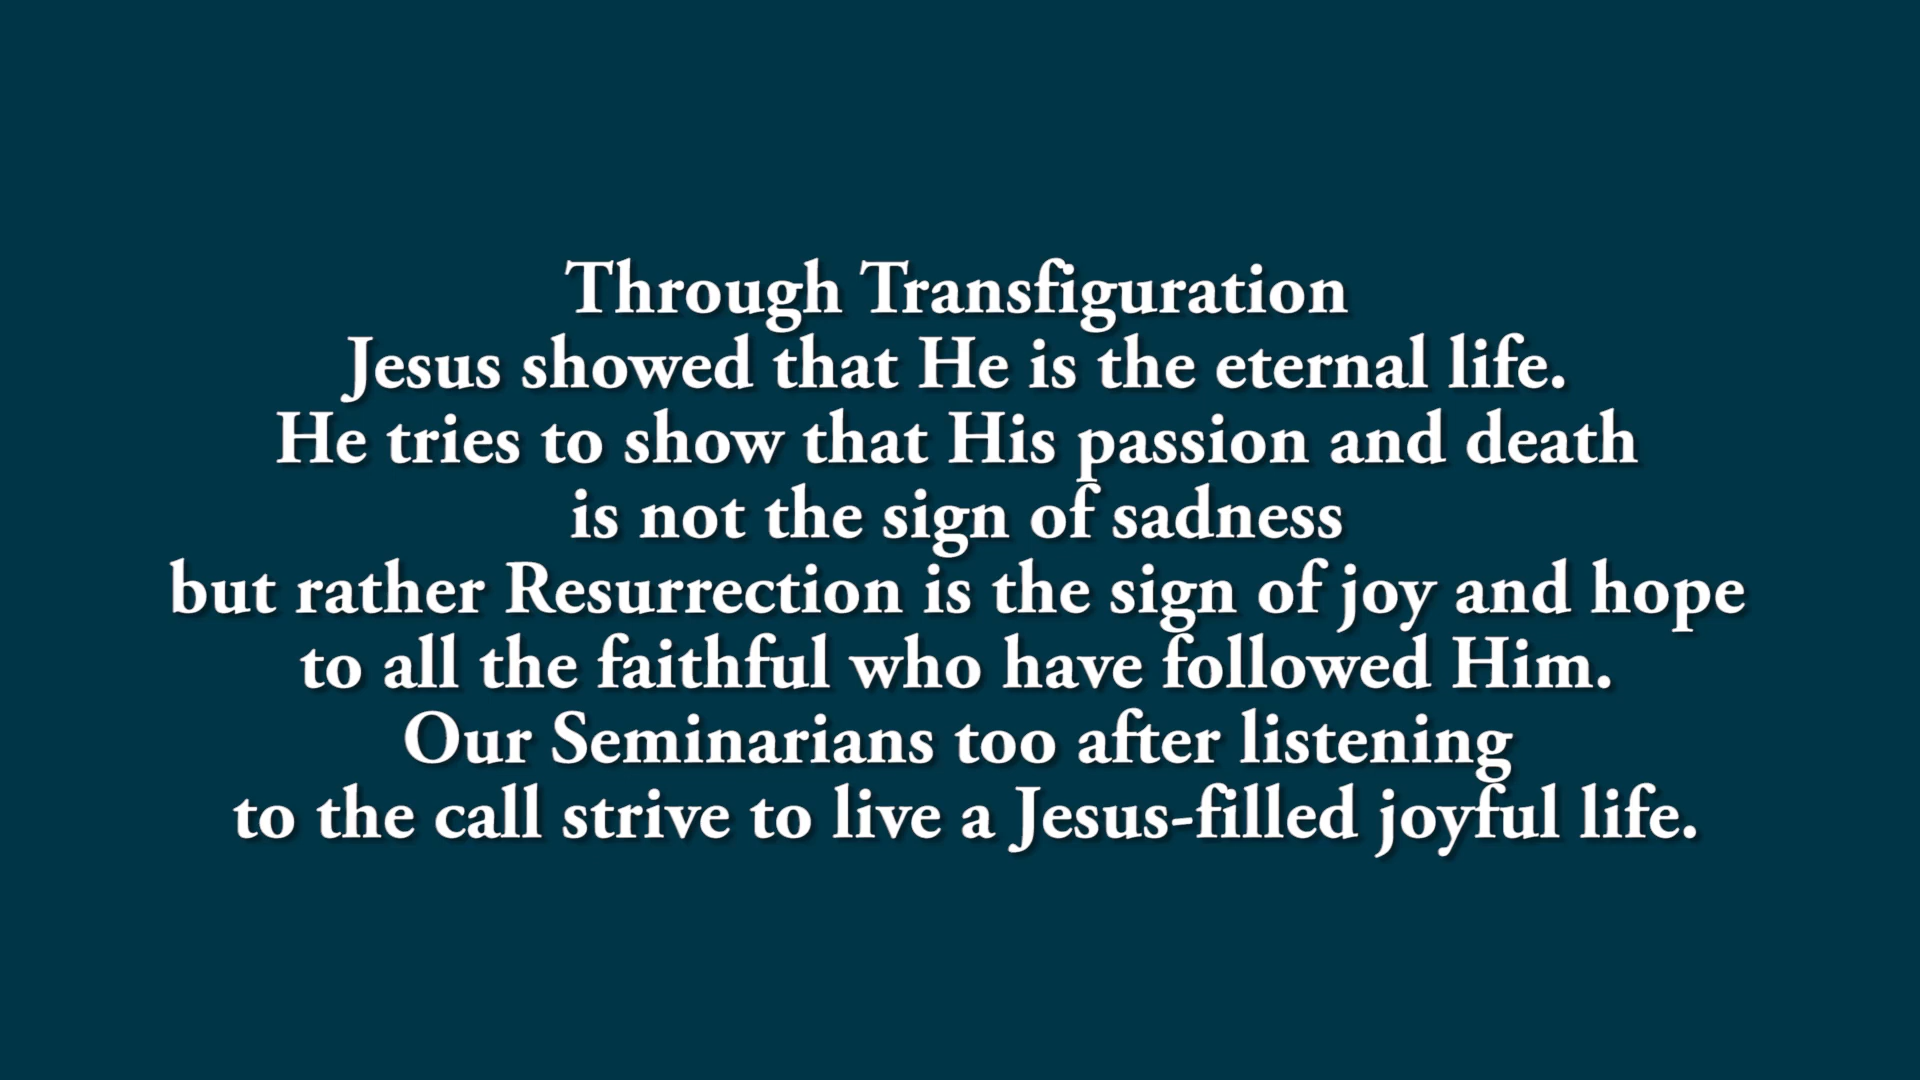 Through Transfiguration
Jesus showed that He is the eternal life.
He tries to show that His passion and death
is not the sign of sadness
but rather Resurrection is the sign of joy and hope
to all the faithful who have followed Him.
Our Seminarians too after listening
to the call strive to live a Jesus-filled joyful life.